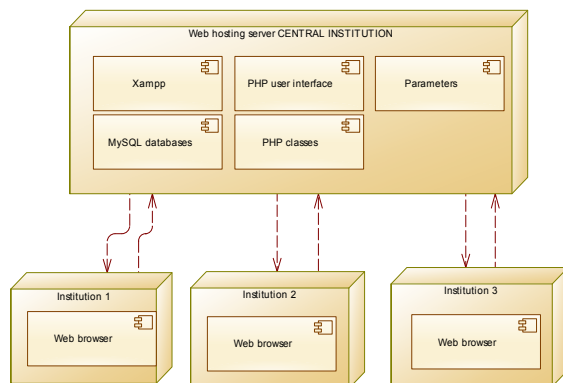 Web hosting server CENTRAL INSTITUTION
Xampp
PHP user interface
Parameters
MySQL databases
PHP classes
Institution 1
Institution 2
Institution 3
Web browser
Web browser
Web browser